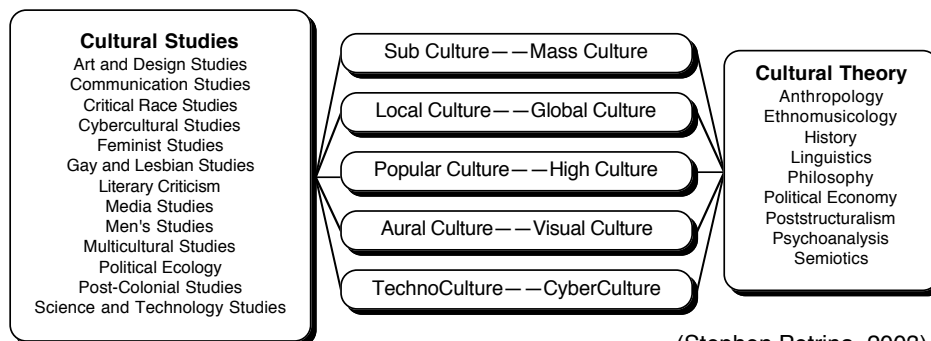 Cultural Studies
Art and Design Studies
Communication Studies
Critical Race Studies
Cybercultural Studies
Feminist Studies
Gay and Lesbian Studies
Literary Criticism
Media Studies
Men's Studies
Multicultural Studies
Political Ecology
Post-Colonial Studies
Science and Technology Studies
Sub Culture——Mass Culture
Local Culture——Global Culture
Popular Culture——High Culture
Aural Culture——Visual Culture
TechnoCulture——CyberCulture
Cultural Theory
Anthropology
Ethnomusicology
History
Linguistics
Philosophy
Political Economy
Poststructuralism
Psychoanalysis
Semiotics
(Stephen Petrina, 2002)